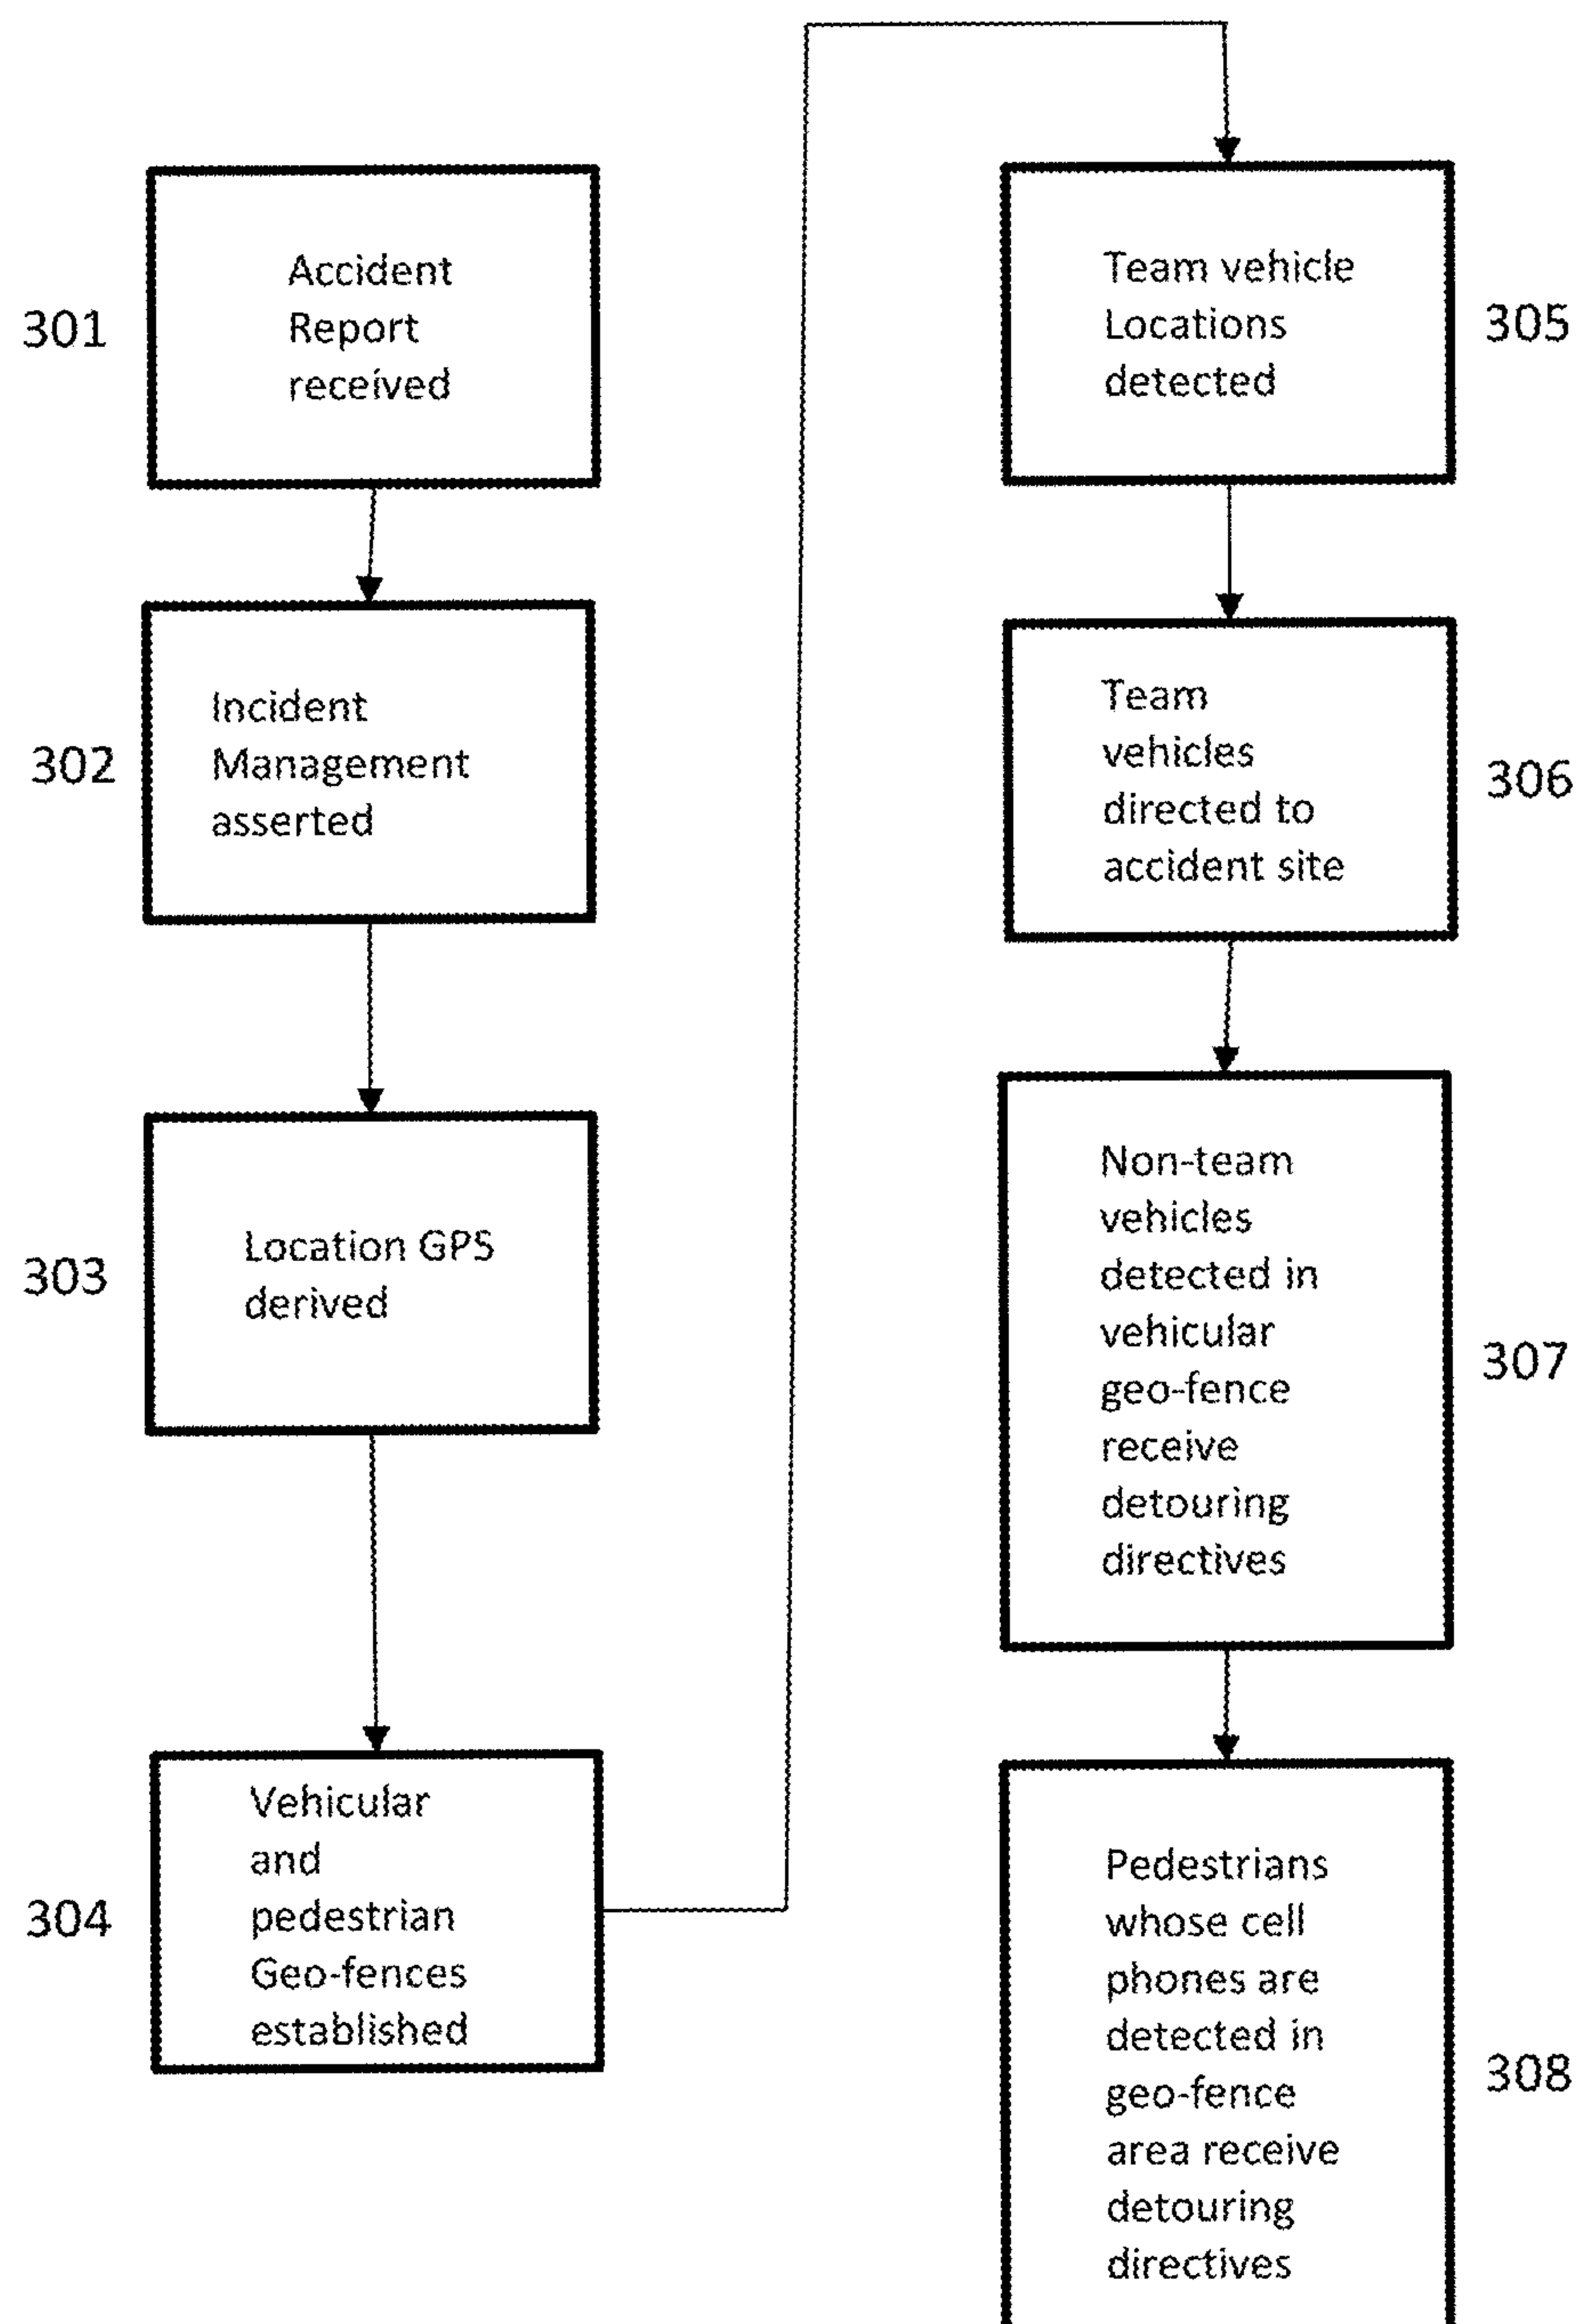 301
Accident
Report
received
302
Incident
Management
asserted
303
Location GPS
derived
304
Vehicular
and
pedestrian
Geo-fences
established
Team vehicle
Locations
detected
305
Team
vehicles
directed to
accident site
306
Non-team
vehicles
detected in
vehicular
geo-fence
receive
detouring
directives
307
Pedestrians
whose cell
phones are
detected in
geo-fence
area receive
detouring
directives
308